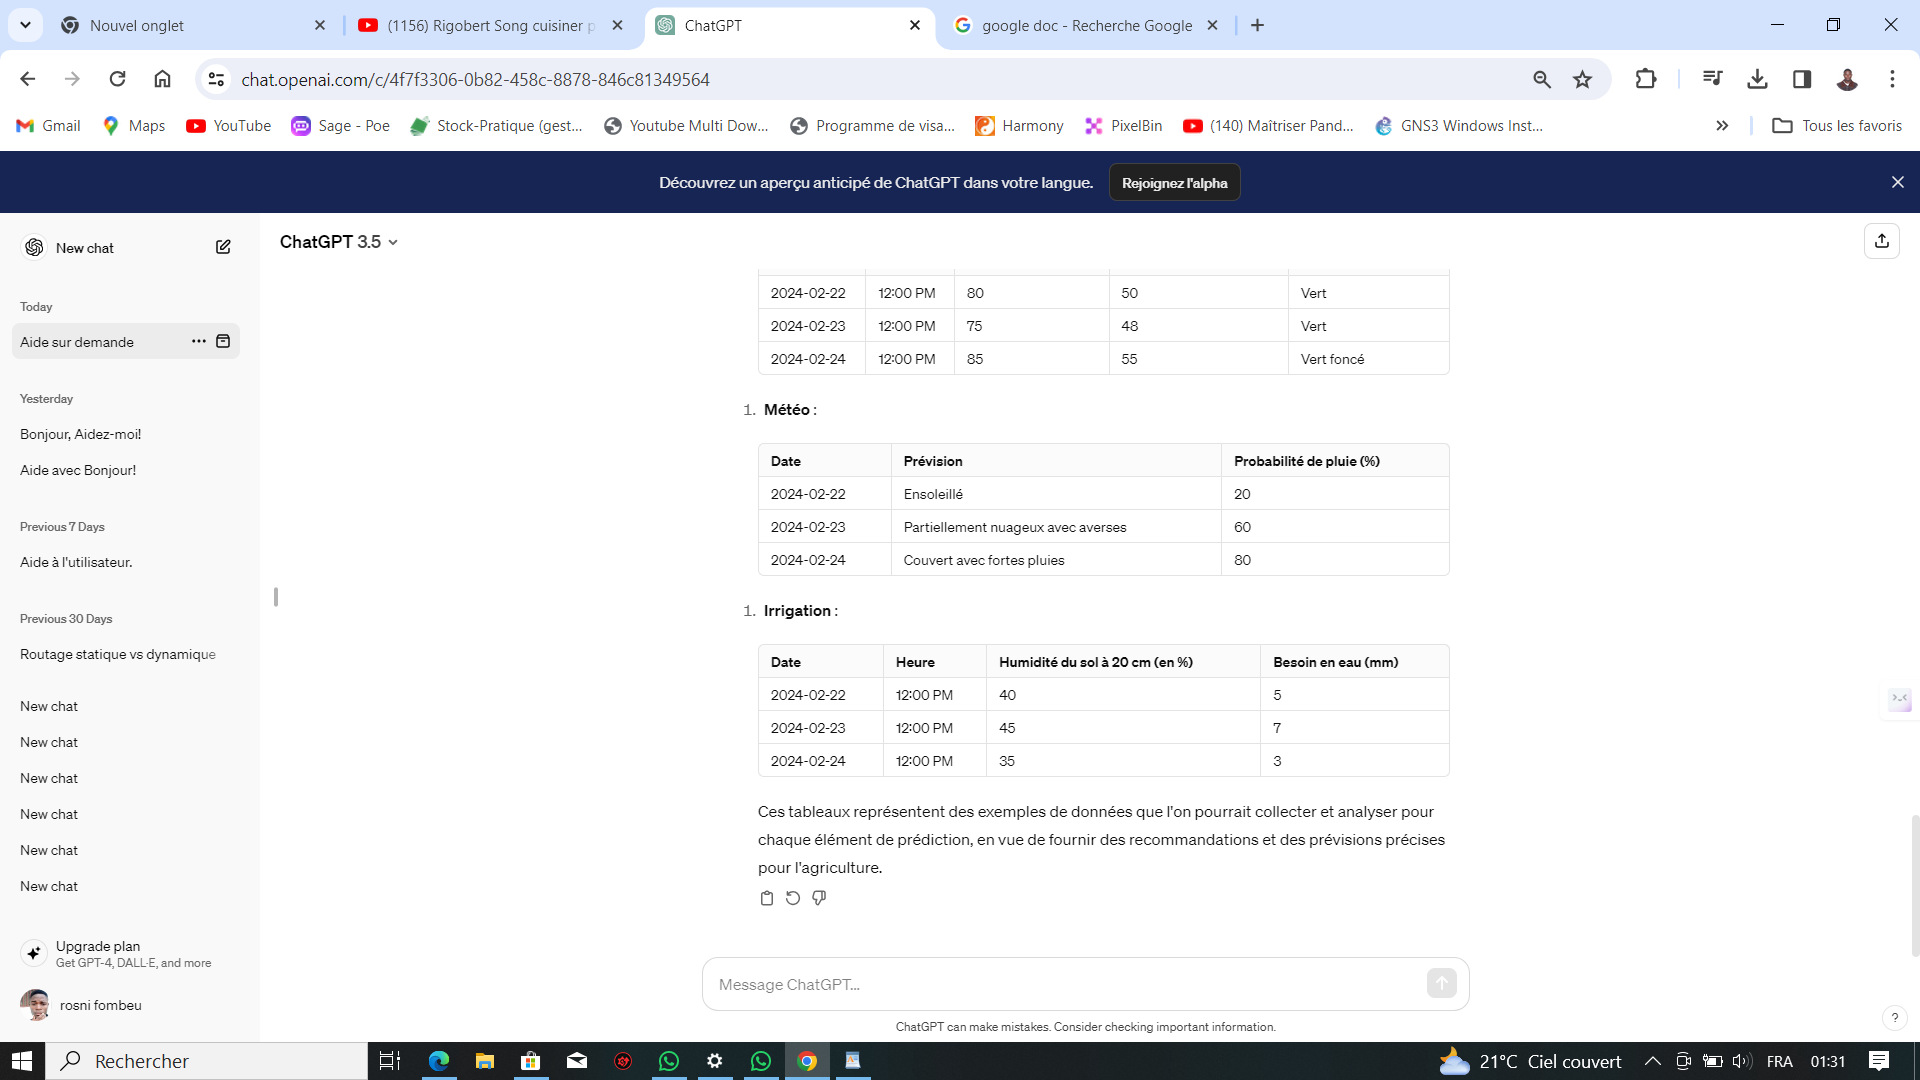 Nouvel onglet
(1156) Rigobert Song cuisiner p
ChatGPT
google doc - Recherche Google
chat.openai.com/c/4f7f3306-0b82-458c-8878-846c81349564
Gmail Maps YouTube Sage - Poe Stock-Pratique (gest... Youtube Multi Dow... Programme de visa... Harmony PixelBin (140) Maîtriser Pand... GNS3 Windows Inst... » Tous les favoris
Découvrez un aperçu anticipé de ChatGPT dans votre langue. Rejoignez l'alpha
New chat
Today
Aide sur demande
Yesterday
Bonjour, Aidez-moi!
Aide avec Bonjour!
Previous 7 Days
Aide à l'utilisateur.
Previous 30 Days
Routage statique vs dynamique
New chat
New chat
New chat
New chat
New chat
New chat
Upgrade plan
Get GPT-4, DALL·E, and more
rosni fombeu
ChatGPT 3.5
2024-02-22 12:00 PM 80 50 Vert
2024-02-23 12:00 PM 75 48 Vert
2024-02-24 12:00 PM 85 55 Vert foncé
1. Météo :
Date Prévision Probabilité de pluie (%)
2024-02-22 Ensoleillé 20
2024-02-23 Partiellement nuageux avec averses 60
2024-02-24 Couvert avec fortes pluies 80
1. Irrigation :
Date Heure Humidité du sol à 20 cm (en %) Besoin en eau (mm)
2024-02-22 12:00 PM 40 5
2024-02-23 12:00 PM 45 7
2024-02-24 12:00 PM 35 3
Ces tableaux représentent des exemples de données que l'on pourrait collecter et analyser pour
chaque élément de prédiction, en vue de fournir des recommandations et des prévisions précises
pour l'agriculture.
Message ChatGPT...
ChatGPT can make mistakes. Consider checking important information.
?
Rechercher
21°C Ciel couvert
FRA
01:31